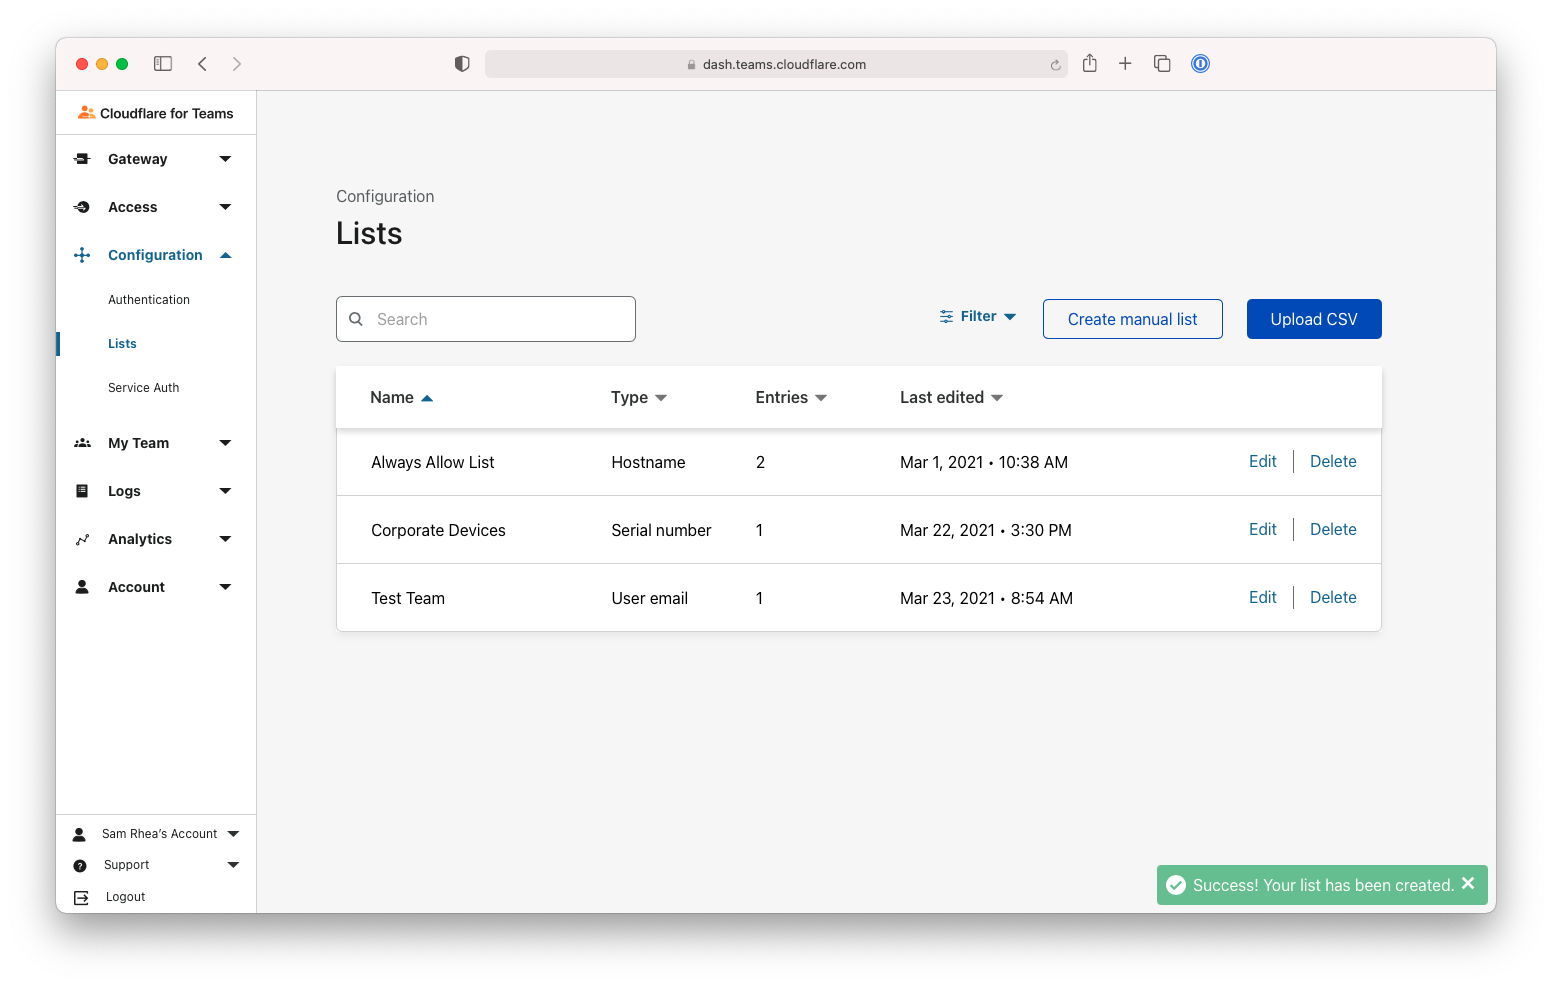 dash.teams.cloudflare.com
Cloudflare for Teams
Gateway
Access
Configuration
Authentication
Lists
Service Auth
My Team
Logs
Analytics
Account
Sam Rhea's Account
Support
Logout
Configuration
Lists
Search
Filter
Create manual list
Upload CSV
Name Type Entries Last edited
Always Allow List Hostname 2 Mar 1, 2021 • 10:38 AM Edit Delete
Corporate Devices Serial number 1 Mar 22, 2021 • 3:30 PM Edit Delete
Test Team User email 1 Mar 23, 2021 • 8:54 AM Edit Delete
Success! Your list has been created.